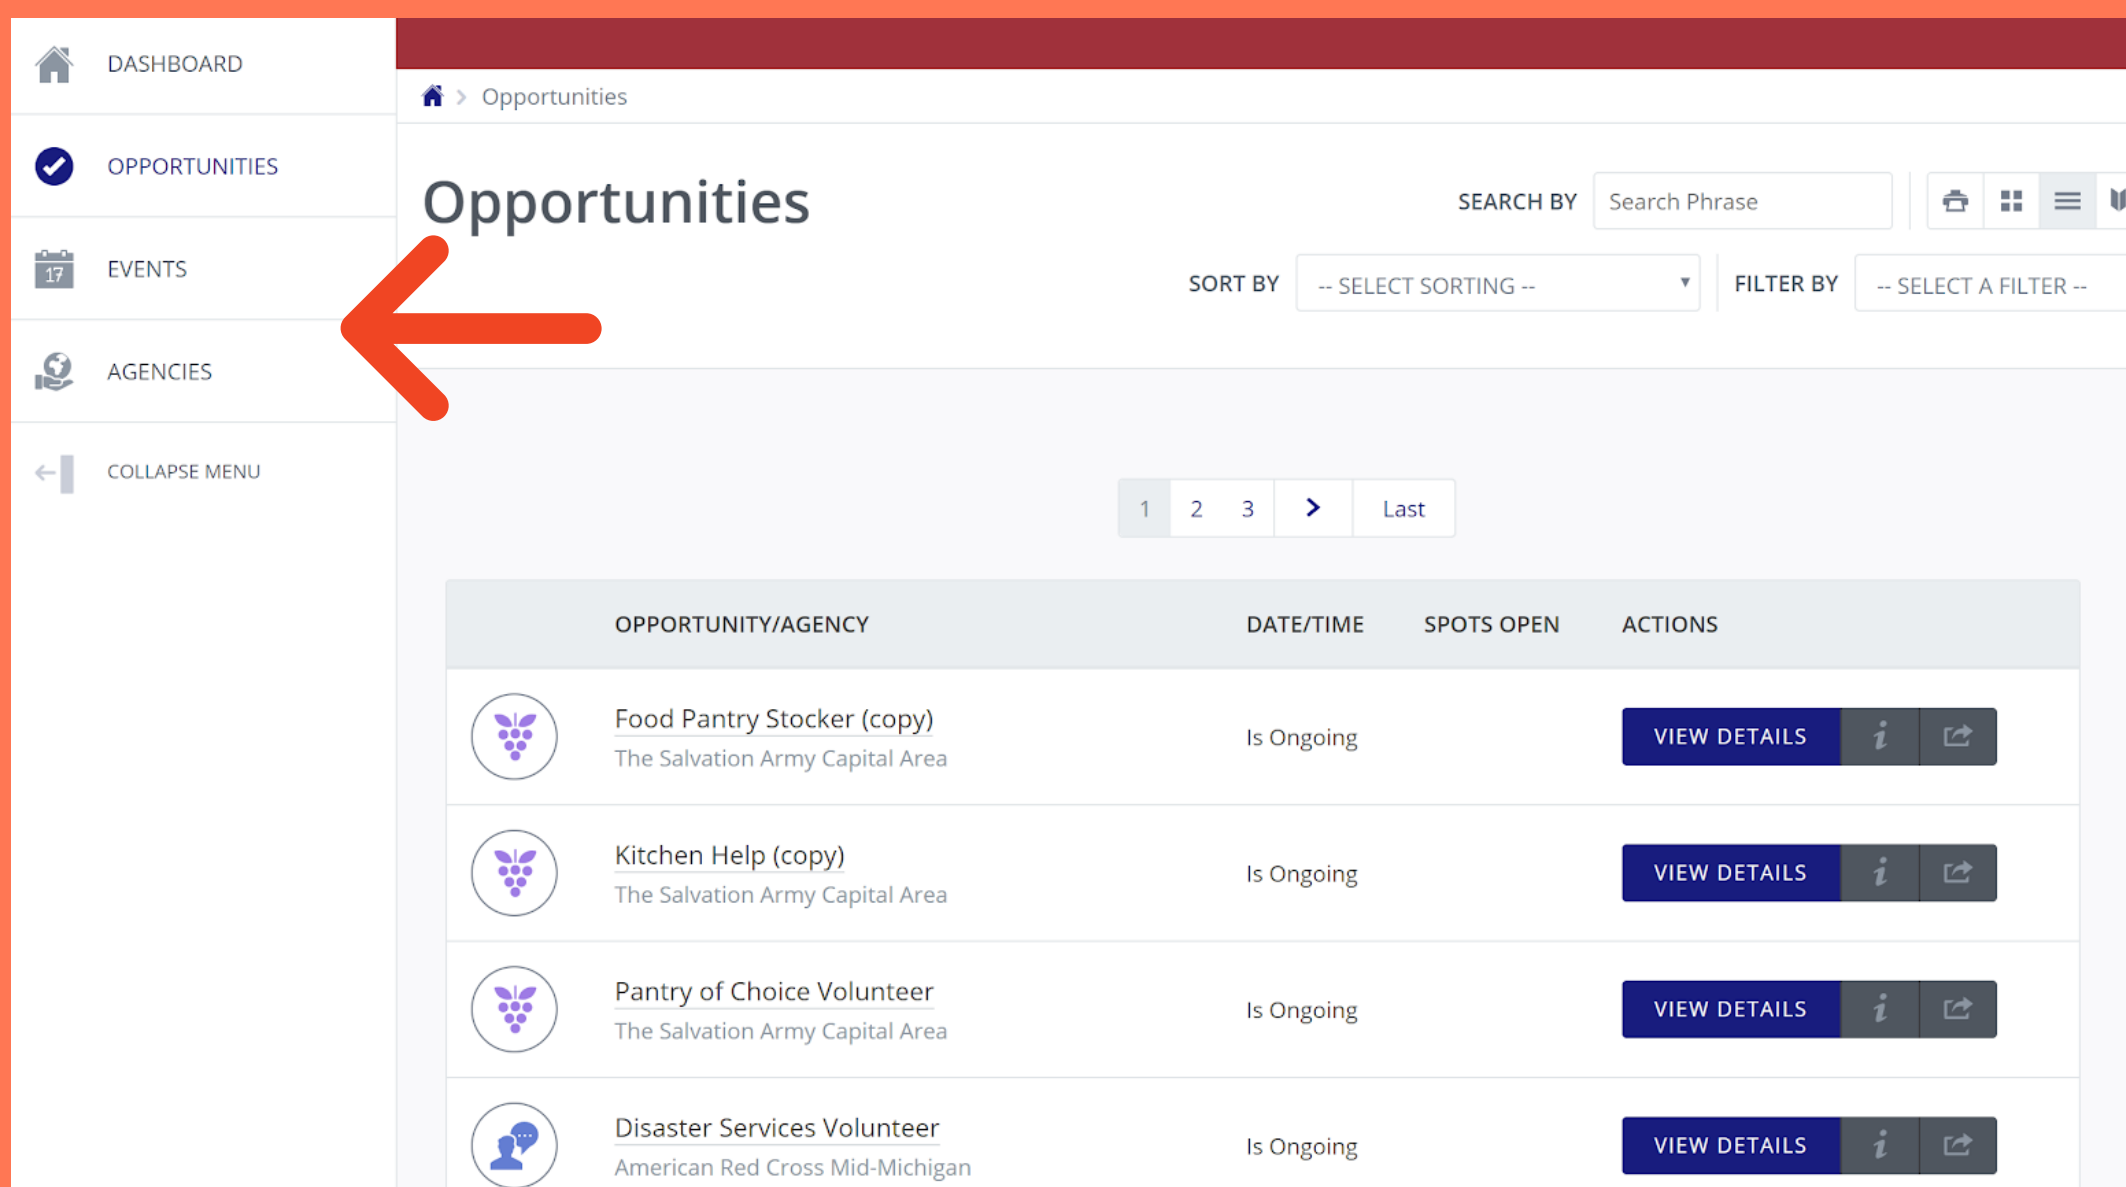 DASHBOARD
OPPORTUNITIES
17
EVENTS
AGENCIES
COLLAPSE MENU
Opportunities
Opportunities
SEARCH BY Search Phrase
SORT BY -- SELECT SORTING -- FILTER BY -- SELECT A FILTER --
1 2 3 Last
OPPORTUNITY/AGENCY DATE/TIME SPOTS OPEN ACTIONS
Food Pantry Stocker (copy)
The Salvation Army Capital Area
Is Ongoing
VIEW DETAILS i
Kitchen Help (copy)
The Salvation Army Capital Area
Is Ongoing
VIEW DETAILS i
Pantry of Choice Volunteer
The Salvation Army Capital Area
Is Ongoing
VIEW DETAILS i
Disaster Services Volunteer
American Red Cross Mid-Michigan
Is Ongoing
VIEW DETAILS i